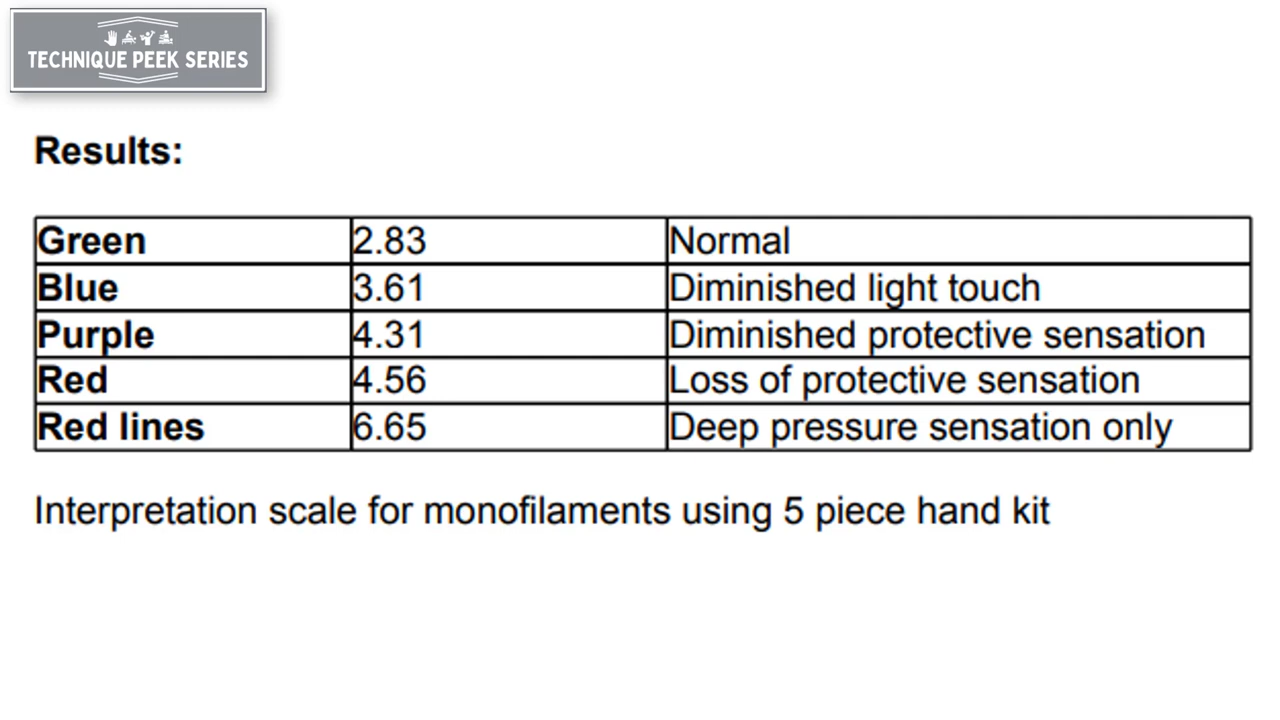 TECHNIQUE PEEK SERIES
Results:
Green 2.83 Normal
Blue 3.61 Diminished light touch
Purple 4.31 Diminished protective sensation
Red 4.56 Loss of protective sensation
Red lines 6.65 Deep pressure sensation only
Interpretation scale for monofilaments using 5 piece hand kit